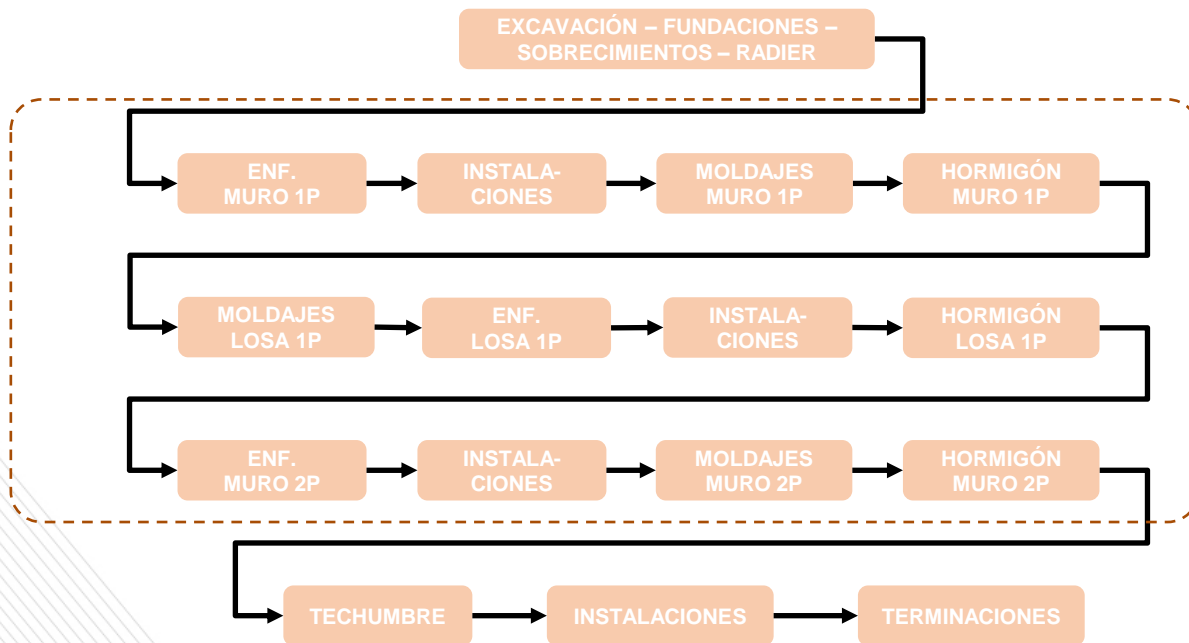 EXCAVACIÓN – FUNDACIONES –
SOBRECIMIENTOS – RADIER
ENF.
MURO 1P
INSTALA-
CIONES
MOLDAJES
MURO 1P
HORMIGÓN
MURO 1P
MOLDAJES
LOSA 1P
ENF.
LOSA 1P
INSTALA-
CIONES
HORMIGÓN
LOSA 1P
ENF.
MURO 2P
INSTALA-
CIONES
MOLDAJES
MURO 2P
HORMIGÓN
MURO 2P
TECHUMBRE
INSTALACIONES
TERMINACIONES